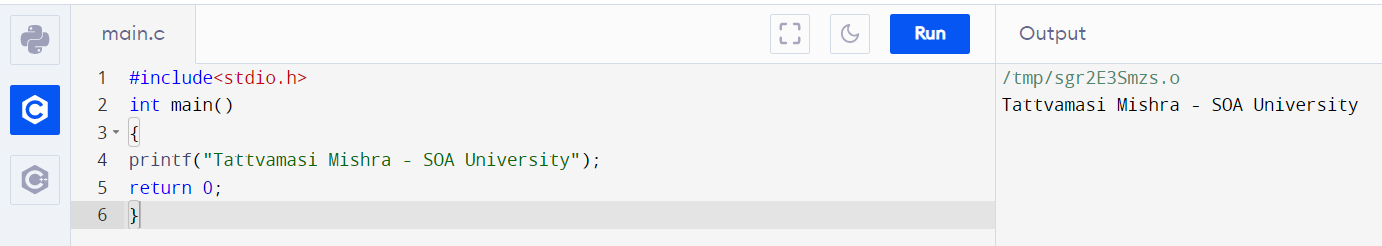 main.c
Run
Output
1 #include<stdio.h>
2 int main()
3 {
4 printf("Tattvamasi Mishra - SOA University");
5 return 0;
6 }
/tmp/sgr2E3Smzs.o
Tattvamasi Mishra - SOA University